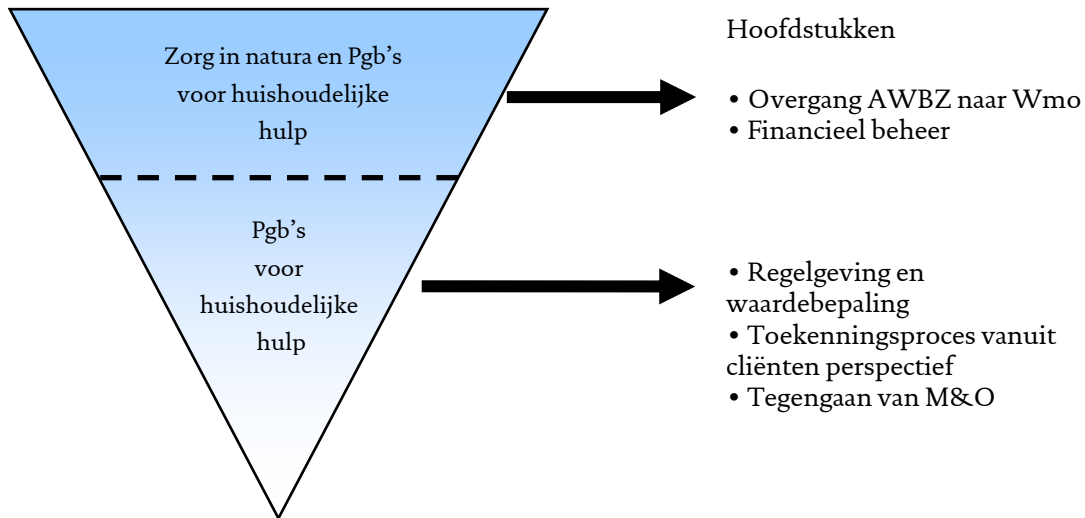 Zorg in natura en Pgb’s
voor huishoudelijke
hulp
Pgb’s
voor
huishoudelijke
hulp
Hoofdstukken
• Overgang AWBZ naar Wmo
• Financieel beheer
• Regelgeving en
waardebepaling
• Toekenningsproces vanuit
cliënten perspectief
• Tegengaan van M&O